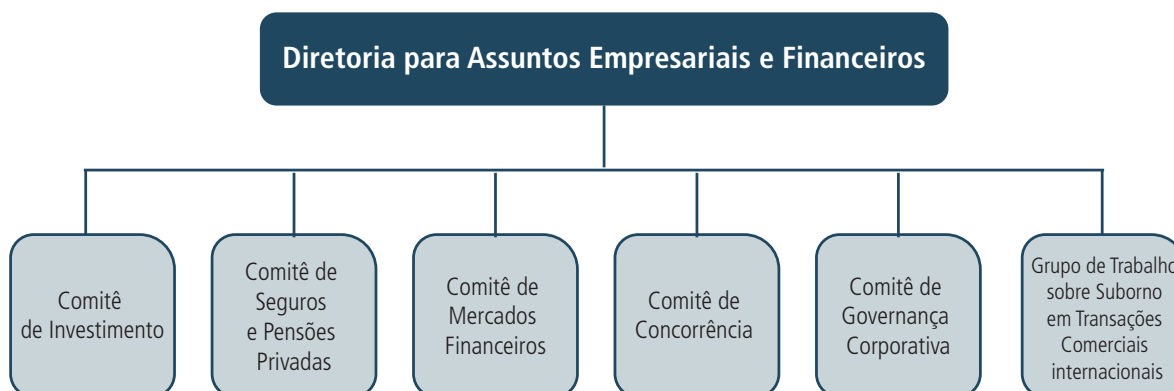 Diretoria para Assuntos Empresariais e Financeiros
Comitê
de Investimento
Comitê de
Seguros
e Pensões
Privadas
Comitê de
Mercados
Financeiros
Comitê de
Concorrência
Comitê de
Governança
Corporativa
Grupo de Trabalho
sobre Suborno
em Transações
Comerciais
internacionais